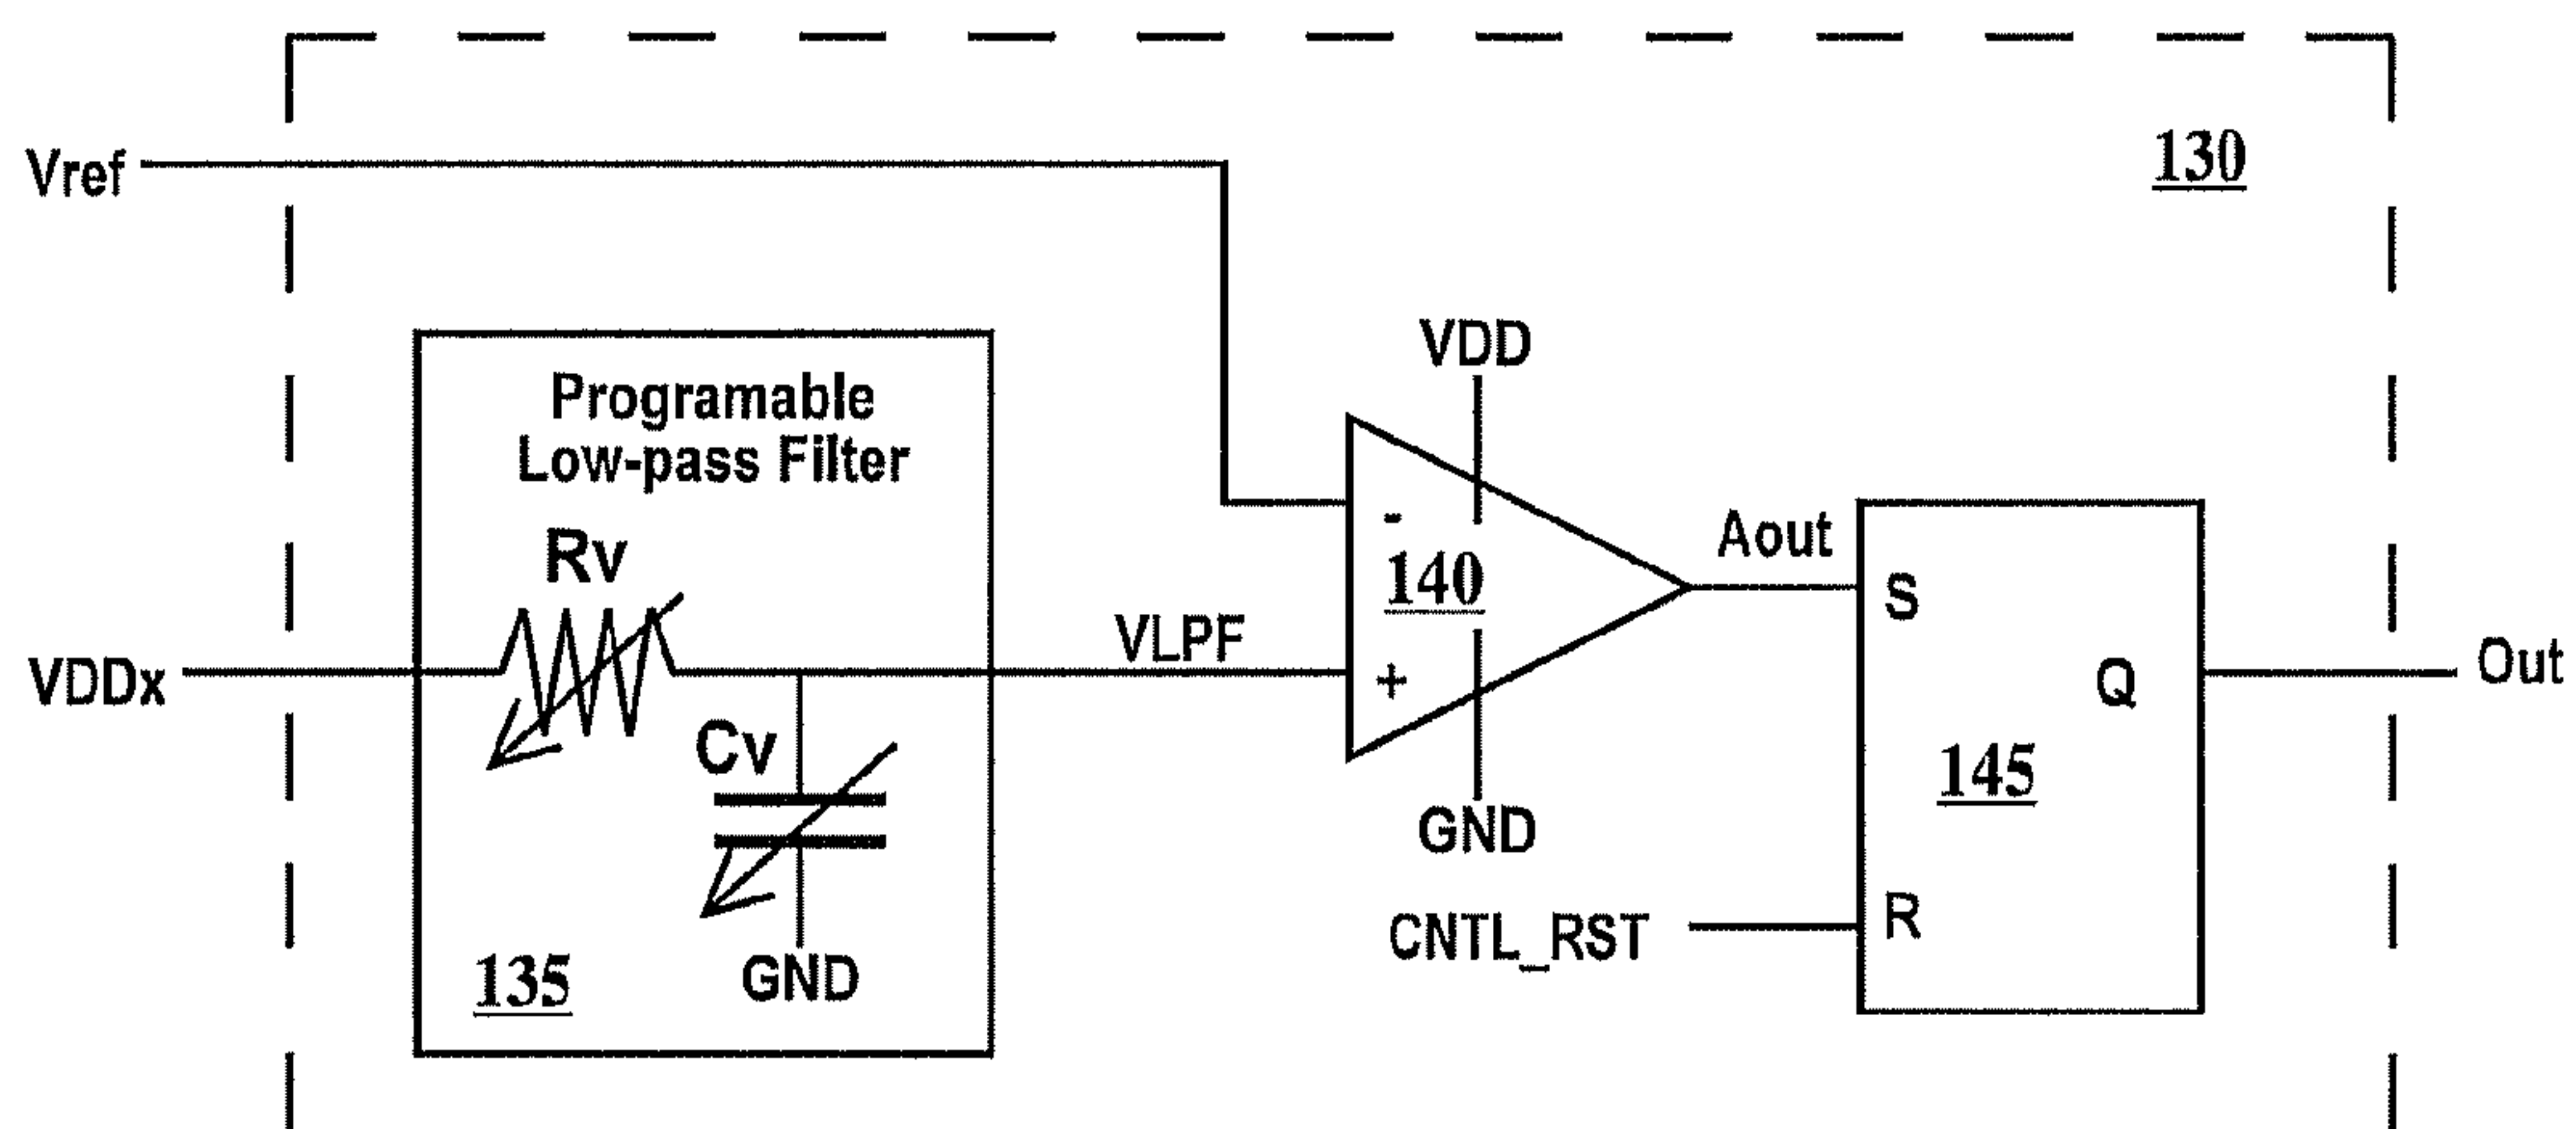 130
Vref
VDD
Programable
Low-pass Filter
Rv
Aout
-
140
S
VLPF
VDDx
+
Q
Out
Cv
145
GND
CNTL_RST
R
135
GND